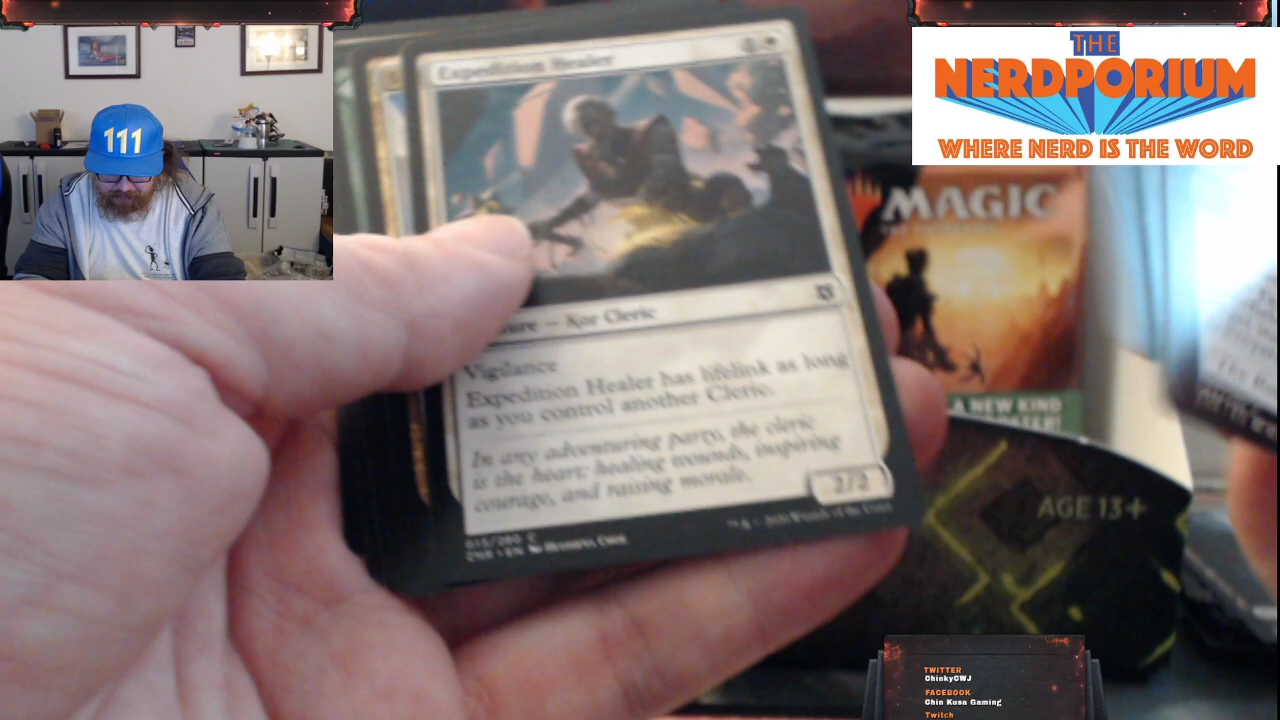 111
THE
NERDPORIUM
WHERE NERD IS THE WORD
Expedition Healer
MAGIC
Kor Cleric
Vigilance
Expedition Healer has lifelink as long
as you control another Cleric.
In any adventuring party, the cleric
is the heart: healing wounds, inspiring
courage, and raising morale.
2/2
A NEW KIND
AGE 13+
TWITTER
ChinkyCWJ
FACEBOOK
Chin Kusa Gaming
Twitch